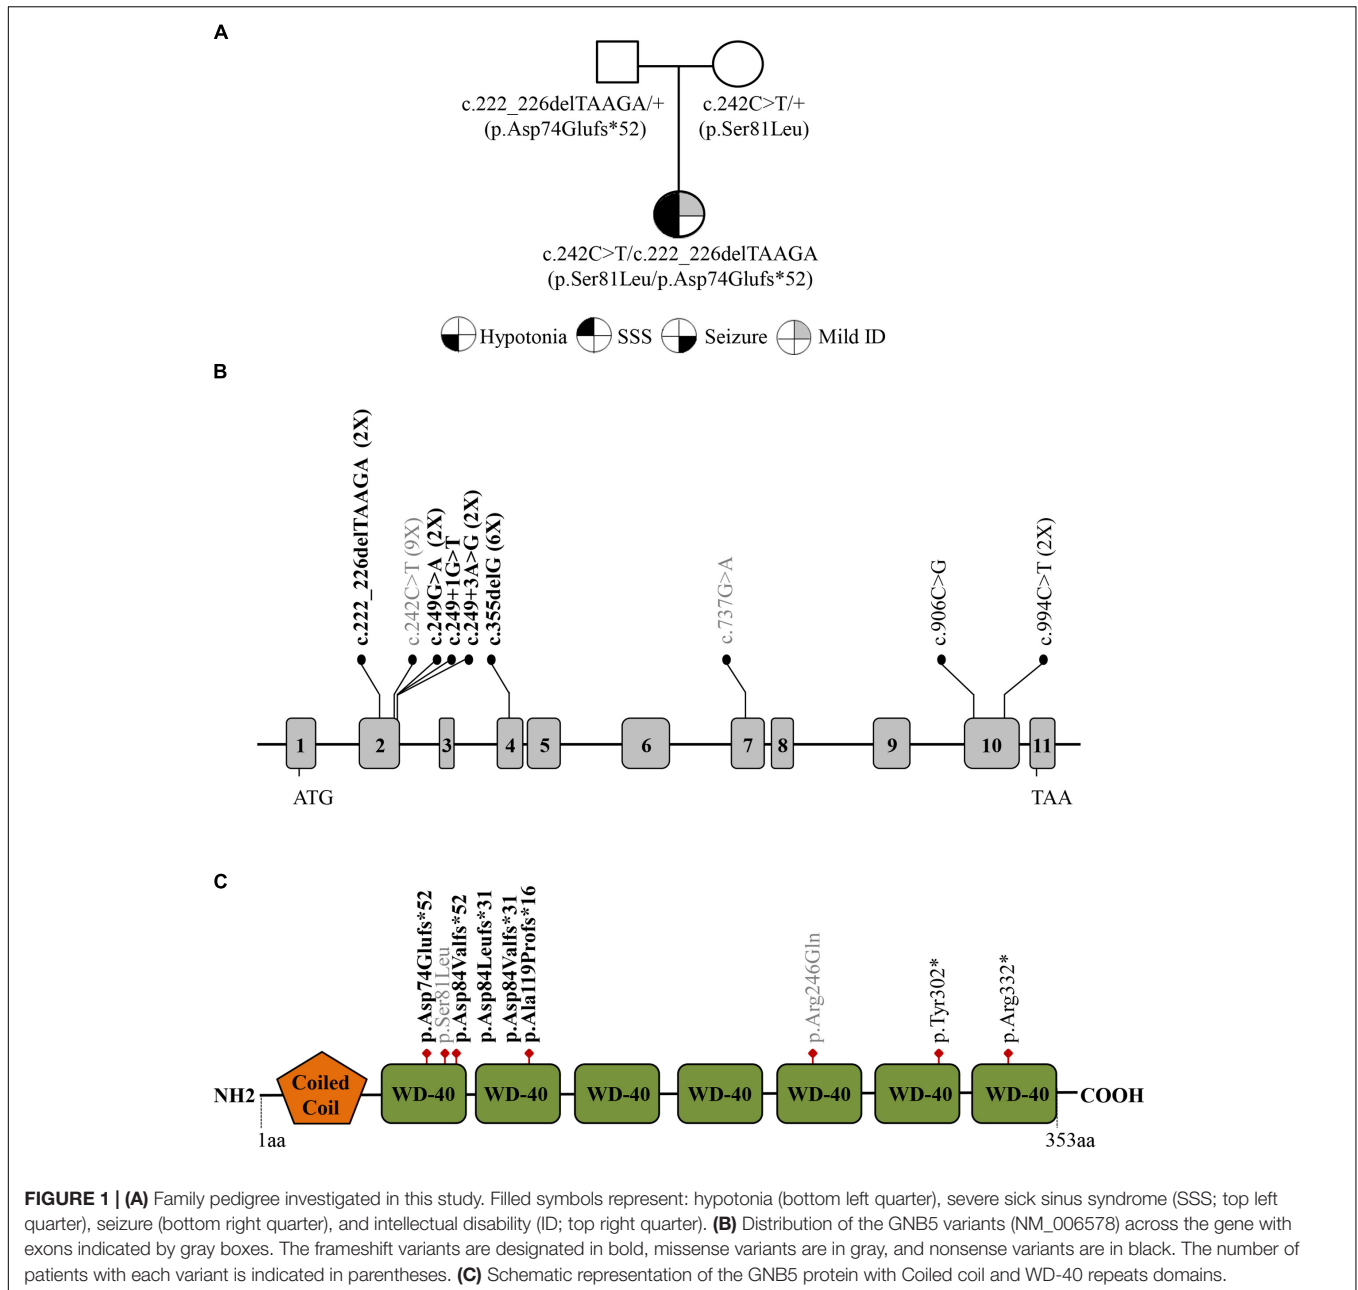 A
c.222_226delTAAGA/+
(p.Asp74Glufs*52)
c.242C>T/+
(p.Ser81Leu)
c.242C>T/c.222_226delTAAGA
(p.Ser81Leu/p.Asp74Glufs*52)
Hypotonia
SSS
Seizure
Mild ID
B
c.222_226delTAAGA (2X)
c.242C>T (9X)
c.249G>A (2X)
c.249+1G>T
c.249+3A>G (2X)
c.355delG (6X)
c.737G>A
c.906C>G
c.994C>T (2X)
1
2
3
4
5
6
7
8
9
10
11
ATG
TAA
C
p.Asp74Glufs*52
p.Ser81Leu
p.Asp84Valfs*52
p.Asp84Leufs*31
p.Asp84Valfs*31
p.Ala119Profs*16
p.Arg246Gln
p.Tyr302*
p.Arg332*
NH2
Coiled
Coil
WD-40
WD-40
WD-40
WD-40
WD-40
WD-40
WD-40
COOH
1aa
353aa
FIGURE 1 | (A) Family pedigree investigated in this study. Filled symbols represent: hypotonia (bottom left quarter), severe sick sinus syndrome (SSS; top left
quarter), seizure (bottom right quarter), and intellectual disability (ID; top right quarter). (B) Distribution of the GNB5 variants (NM_006578) across the gene with
exons indicated by gray boxes. The frameshift variants are designated in bold, missense variants are in gray, and nonsense variants are in black. The number of
patients with each variant is indicated in parentheses. (C) Schematic representation of the GNB5 protein with Coiled coil and WD-40 repeats domains.